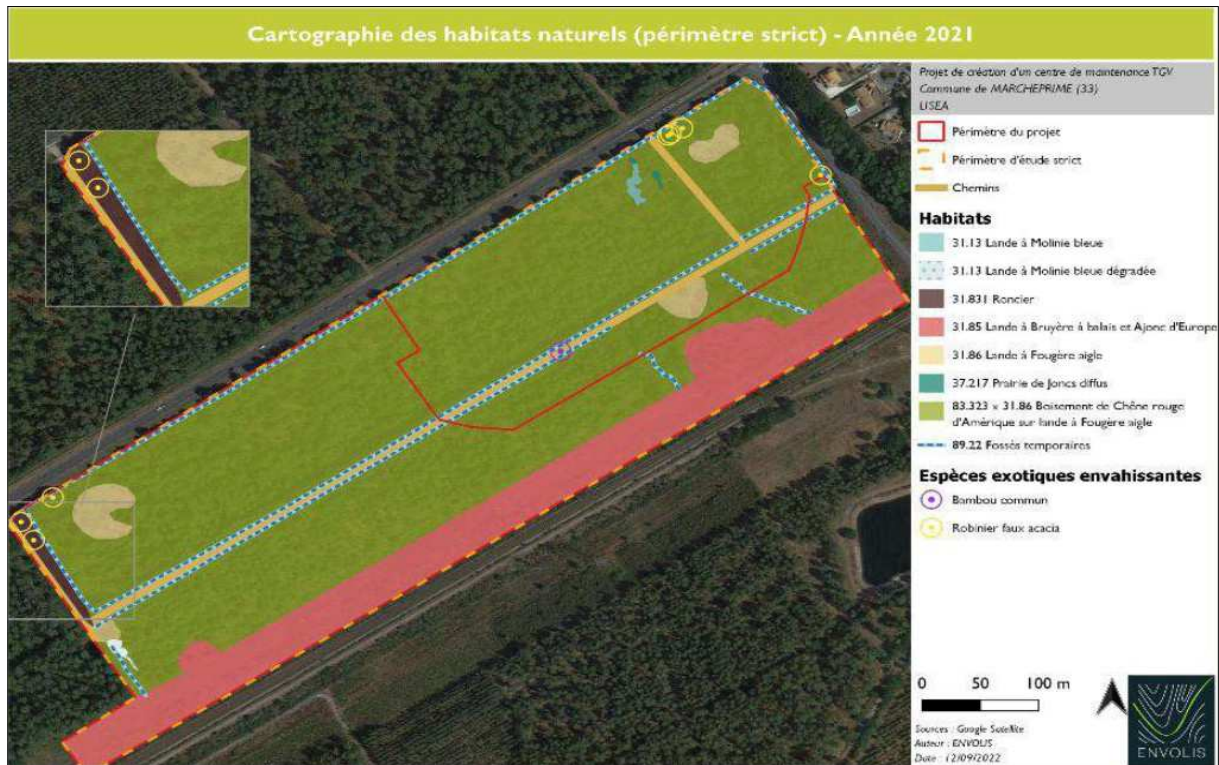 Cartographie des habitats naturels (périmètre strict) - Année 2021
Projet de création d'un centre de maintenance TGV
Commune de MARCHEPRIME (33)
LISEA
Périmètre du projet
Périmètre d'étude strict
Chemins
Habitats
31.13 Lande à Molinie bleue
31.13 Lande à Molinie bleue dégradée
31.831 Roncier
31.85 Lande à Bruyère à balais et Ajonc d'Europe
31.86 Lande à Fougère aigle
37.217 Prairie de Joncs diffus
83.323 x 31.86 Boisement de Chêne rouge
d'Amérique sur lande à Fougère aigle
89.22 Fossés temporaires
Espèces exotiques envahissantes
Bambou commun
Robinier faux acacia
0 50 100 m
Sources : Google Satellite
Auteur : ENVOLIS
Date : 12/09/2022
ENVOLIS